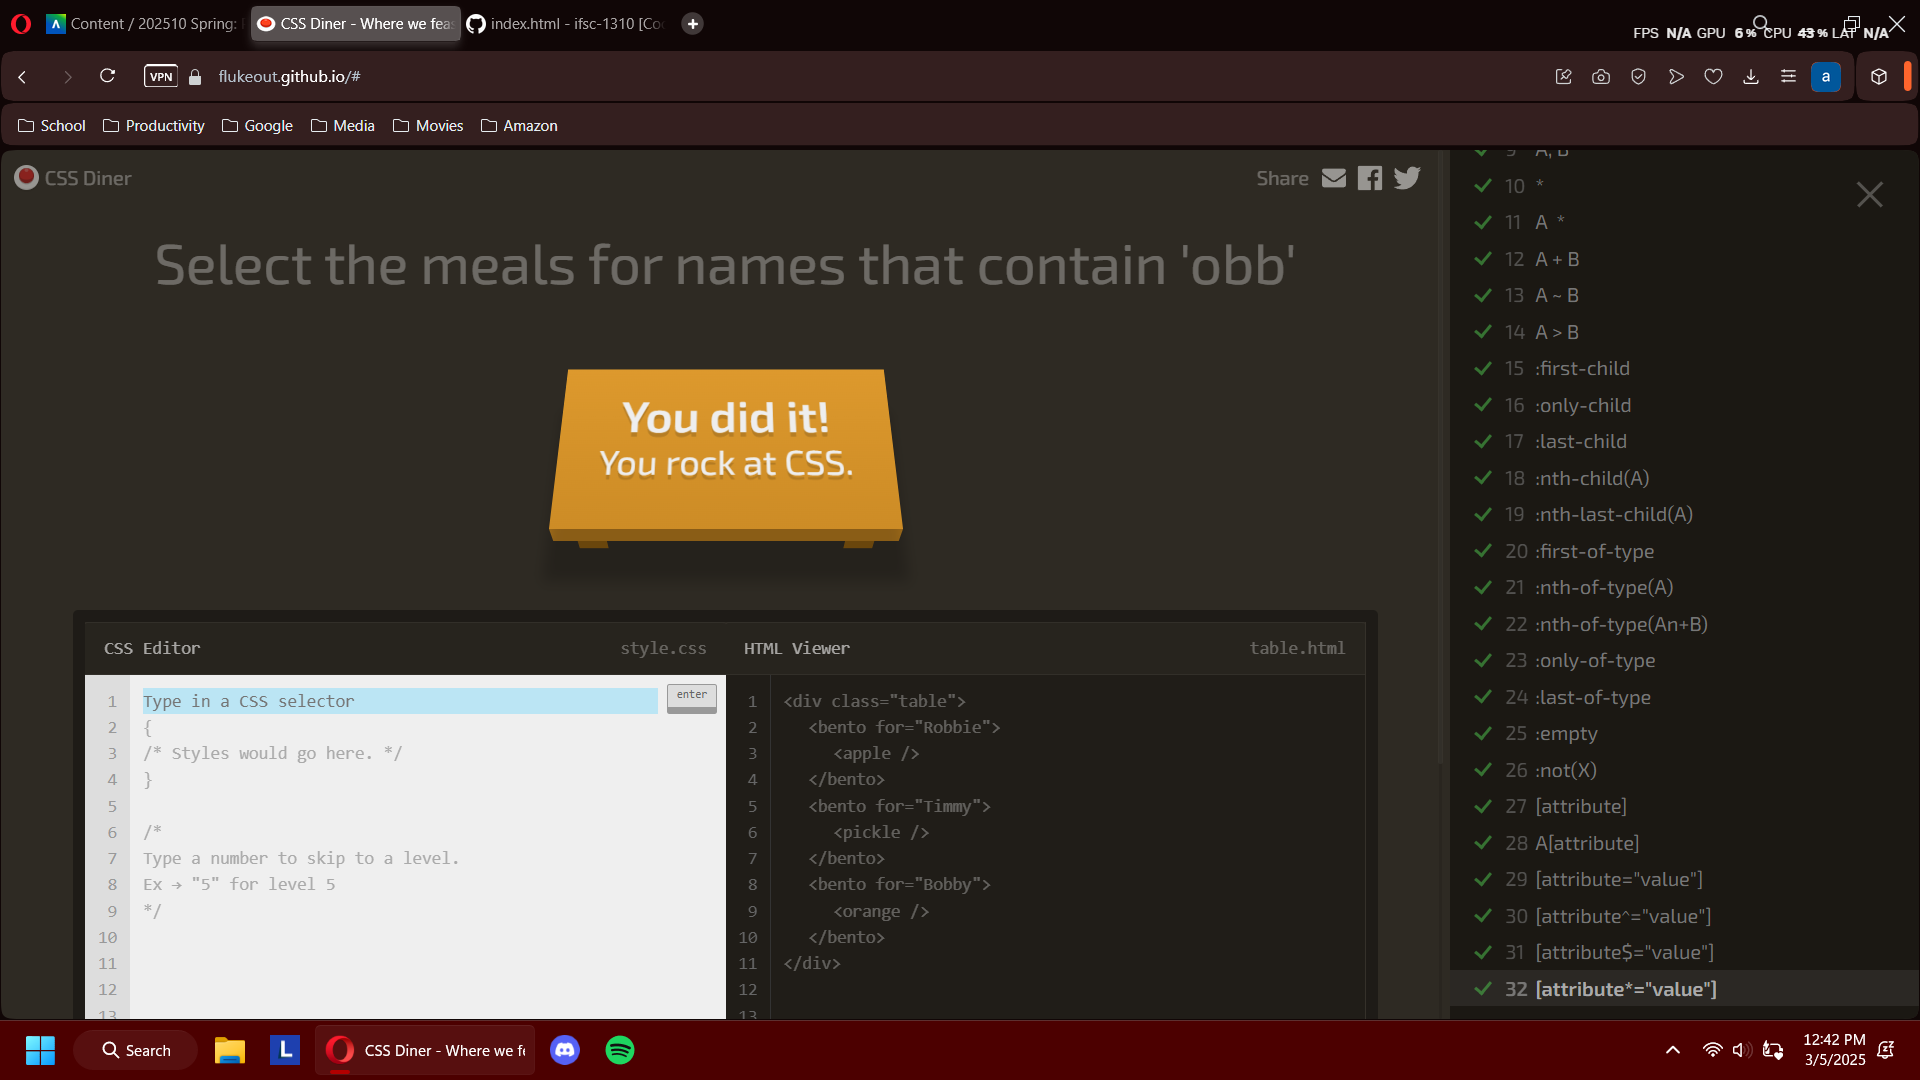 Content / 202510 Spring:
CSS Diner - Where we fea
index.html - ifsc-1310 [Co
FPS N/A GPU 6% CPU 43% LAT N/A
VPN
flukeout.github.io/#
a
School
Productivity
Google
Media
Movies
Amazon
CSS Diner
Share
Select the meals for names that contain 'obb'
You did it!
You rock at CSS.
CSS Editor
style.css
1 Type in a CSS selector
enter
2 {
3 /* Styles would go here. */
4 }
5
6 /*
7 Type a number to skip to a level.
8 Ex → "5" for level 5
9 */
10
11
12
13
HTML Viewer
table.html
1 <div class="table">
2 <bento for="Robbie">
3 <apple />
4 </bento>
5 <bento for="Timmy">
6 <pickle />
7 </bento>
8 <bento for="Bobby">
9 <orange />
10 </bento>
11 </div>
12
13
9 A, B
10 *
11 A *
12 A + B
13 A ~ B
14 A > B
15 :first-child
16 :only-child
17 :last-child
18 :nth-child(A)
19 :nth-last-child(A)
20 :first-of-type
21 :nth-of-type(A)
22 :nth-of-type(An+B)
23 :only-of-type
24 :last-of-type
25 :empty
26 :not(X)
27 [attribute]
28 A[attribute]
29 [attribute="value"]
30 [attribute^="value"]
31 [attribute$="value"]
32 [attribute*="value"]
Search
L
CSS Diner - Where we fe
12:42 PM
3/5/2025